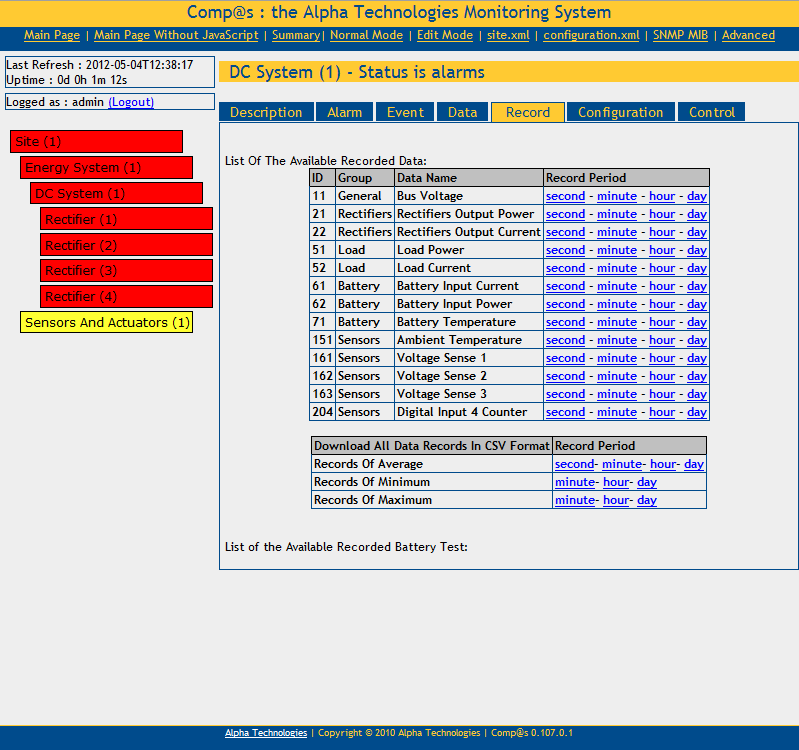 Comp@s : the Alpha Technologies Monitoring System
Main Page | Main Page Without JavaScript | Summary | Normal Mode | Edit Mode | site.xml | configuration.xml | SNMP MIB | Advanced
Last Refresh : 2012-05-04T12:38:17
Uptime : 0d 0h 1m 12s
Logged as : admin (Logout)
Site (1)
Energy System (1)
DC System (1)
Rectifier (1)
Rectifier (2)
Rectifier (3)
Rectifier (4)
Sensors And Actuators (1)
DC System (1) - Status is alarms
Description Alarm Event Data Record Configuration Control
List Of The Available Recorded Data:
ID Group Data Name Record Period
11 General Bus Voltage second - minute - hour - day
21 Rectifiers Rectifiers Output Power second - minute - hour - day
22 Rectifiers Rectifiers Output Current second - minute - hour - day
51 Load Load Power second - minute - hour - day
52 Load Load Current second - minute - hour - day
61 Battery Battery Input Current second - minute - hour - day
62 Battery Battery Input Power second - minute - hour - day
71 Battery Battery Temperature second - minute - hour - day
151 Sensors Ambient Temperature second - minute - hour - day
161 Sensors Voltage Sense 1 second - minute - hour - day
162 Sensors Voltage Sense 2 second - minute - hour - day
163 Sensors Voltage Sense 3 second - minute - hour - day
204 Sensors Digital Input 4 Counter second - minute - hour - day
Download All Data Records In CSV Format Record Period
Records Of Average second- minute- hour- day
Records Of Minimum minute- hour- day
Records Of Maximum minute- hour- day
List of the Available Recorded Battery Test:
Alpha Technologies | Copyright © 2010 Alpha Technologies | Comp@s 0.107.0.1